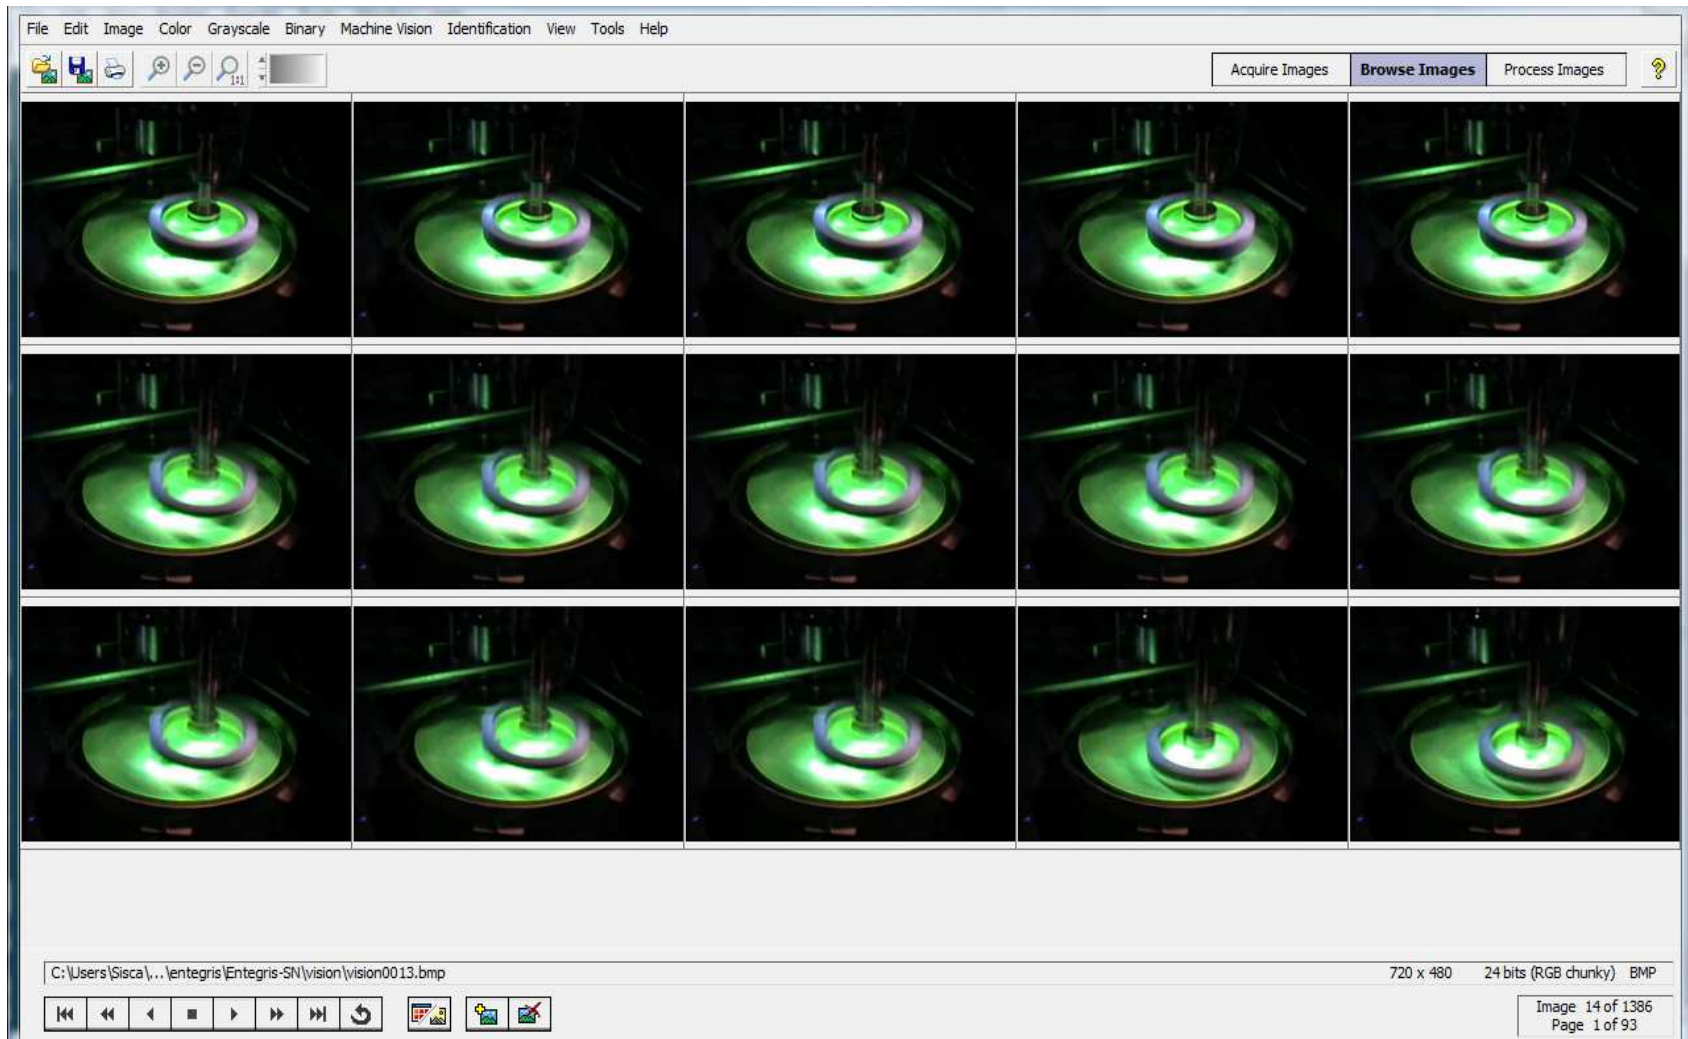 File Edit Image Color Grayscale Binary Machine Vision Identification View Tools Help
1:1 Acquire Images Browse Images Process Images ?
C:\Users\Sisca\...\entegris\Entegris-SN\vision\vision0013.bmp 720 x 480 24 bits (RGB chunky) BMP
Image 14 of 1386
Page 1 of 93